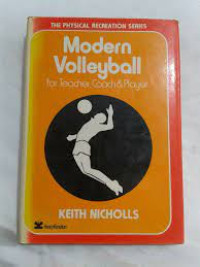 THE PHYSICAL RECREATION SERIES
Modern
Volleyball
for Teacher, Coach & Player
KEITH NICHOLLS